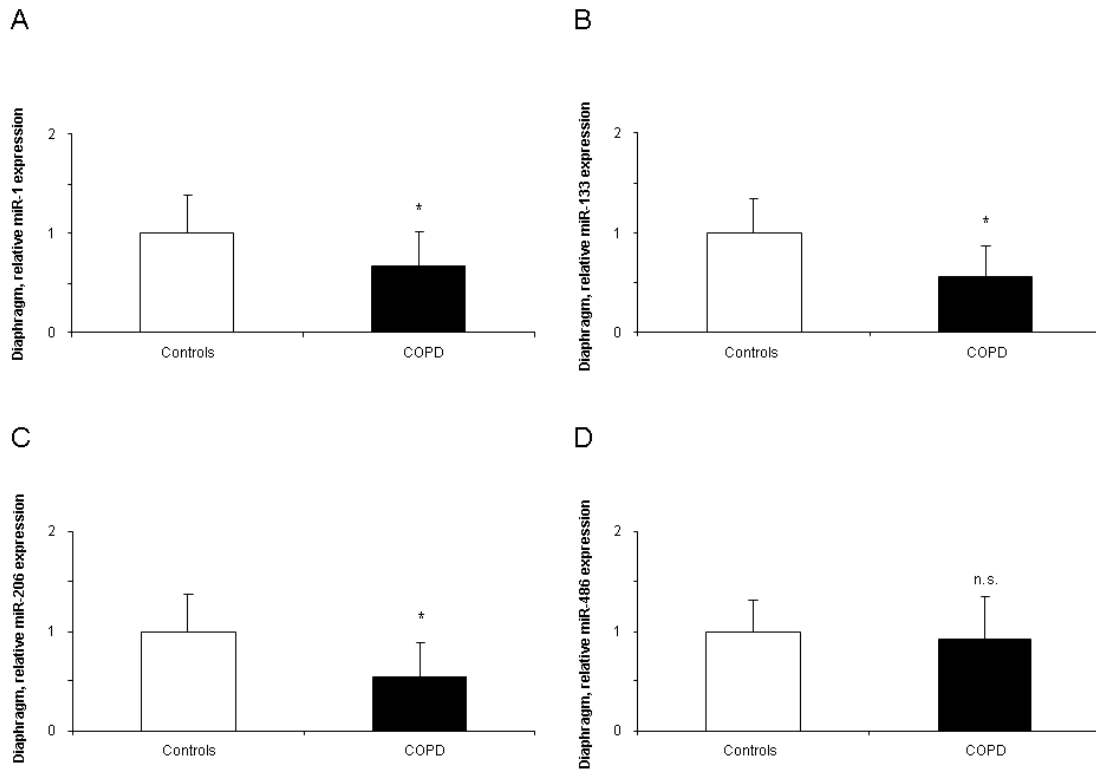 A
Diaphragm, relative miR-1 expression
2
1
0
*
Controls
COPD
B
Diaphragm, relative miR-133 expression
2
1
0
*
Controls
COPD
C
Diaphragm, relative miR-206 expression
2
1
0
*
Controls
COPD
D
Diaphragm, relative miR-486 expression
2
1
0
n.s.
Controls
COPD